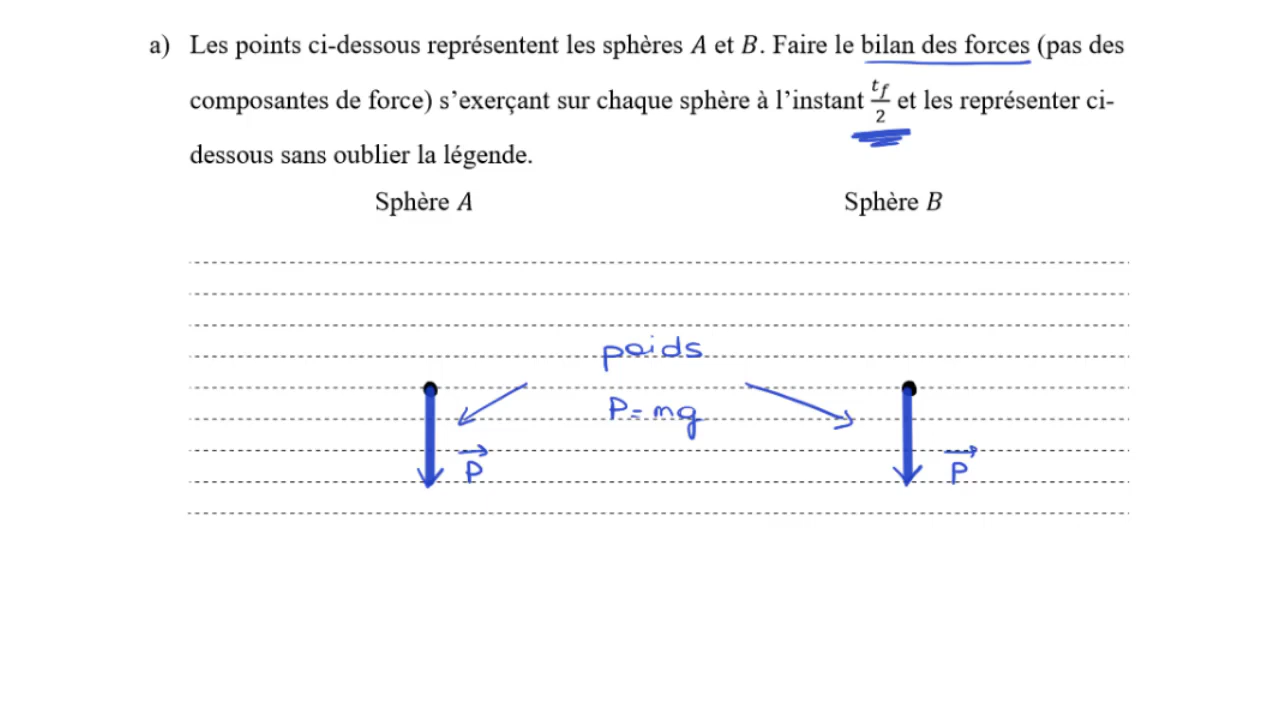 a) Les points ci-dessous représentent les sphères A et B. Faire le bilan des forces (pas des
composantes de force) s’exerçant sur chaque sphère à l’instant t_f/2 et les représenter ci-
dessous sans oublier la légende.
Sphère A Sphère B
poids
P = mg
P P